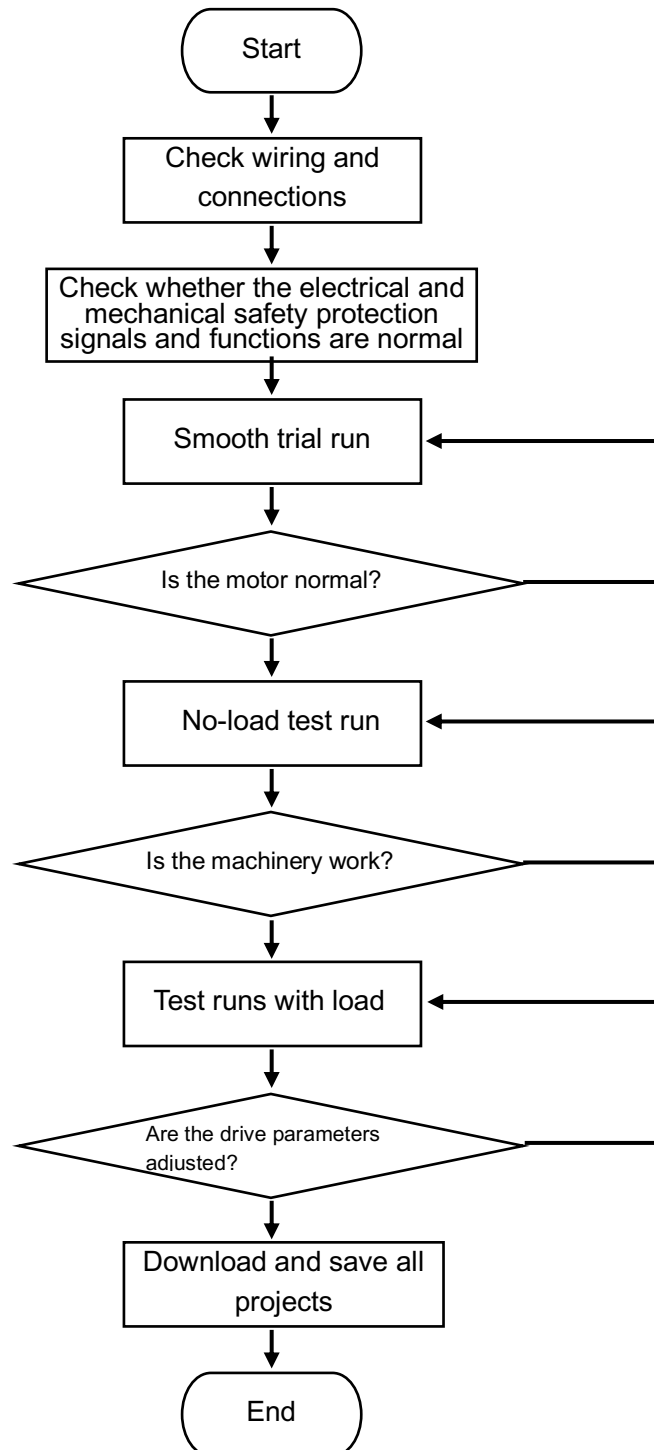 Start
Check wiring and
connections
Check whether the electrical and
mechanical safety protection
signals and functions are normal
Smooth trial run
Is the motor normal?
No-load test run
Is the machinery work?
Test runs with load
Are the drive parameters
adjusted?
Download and save all
projects
End